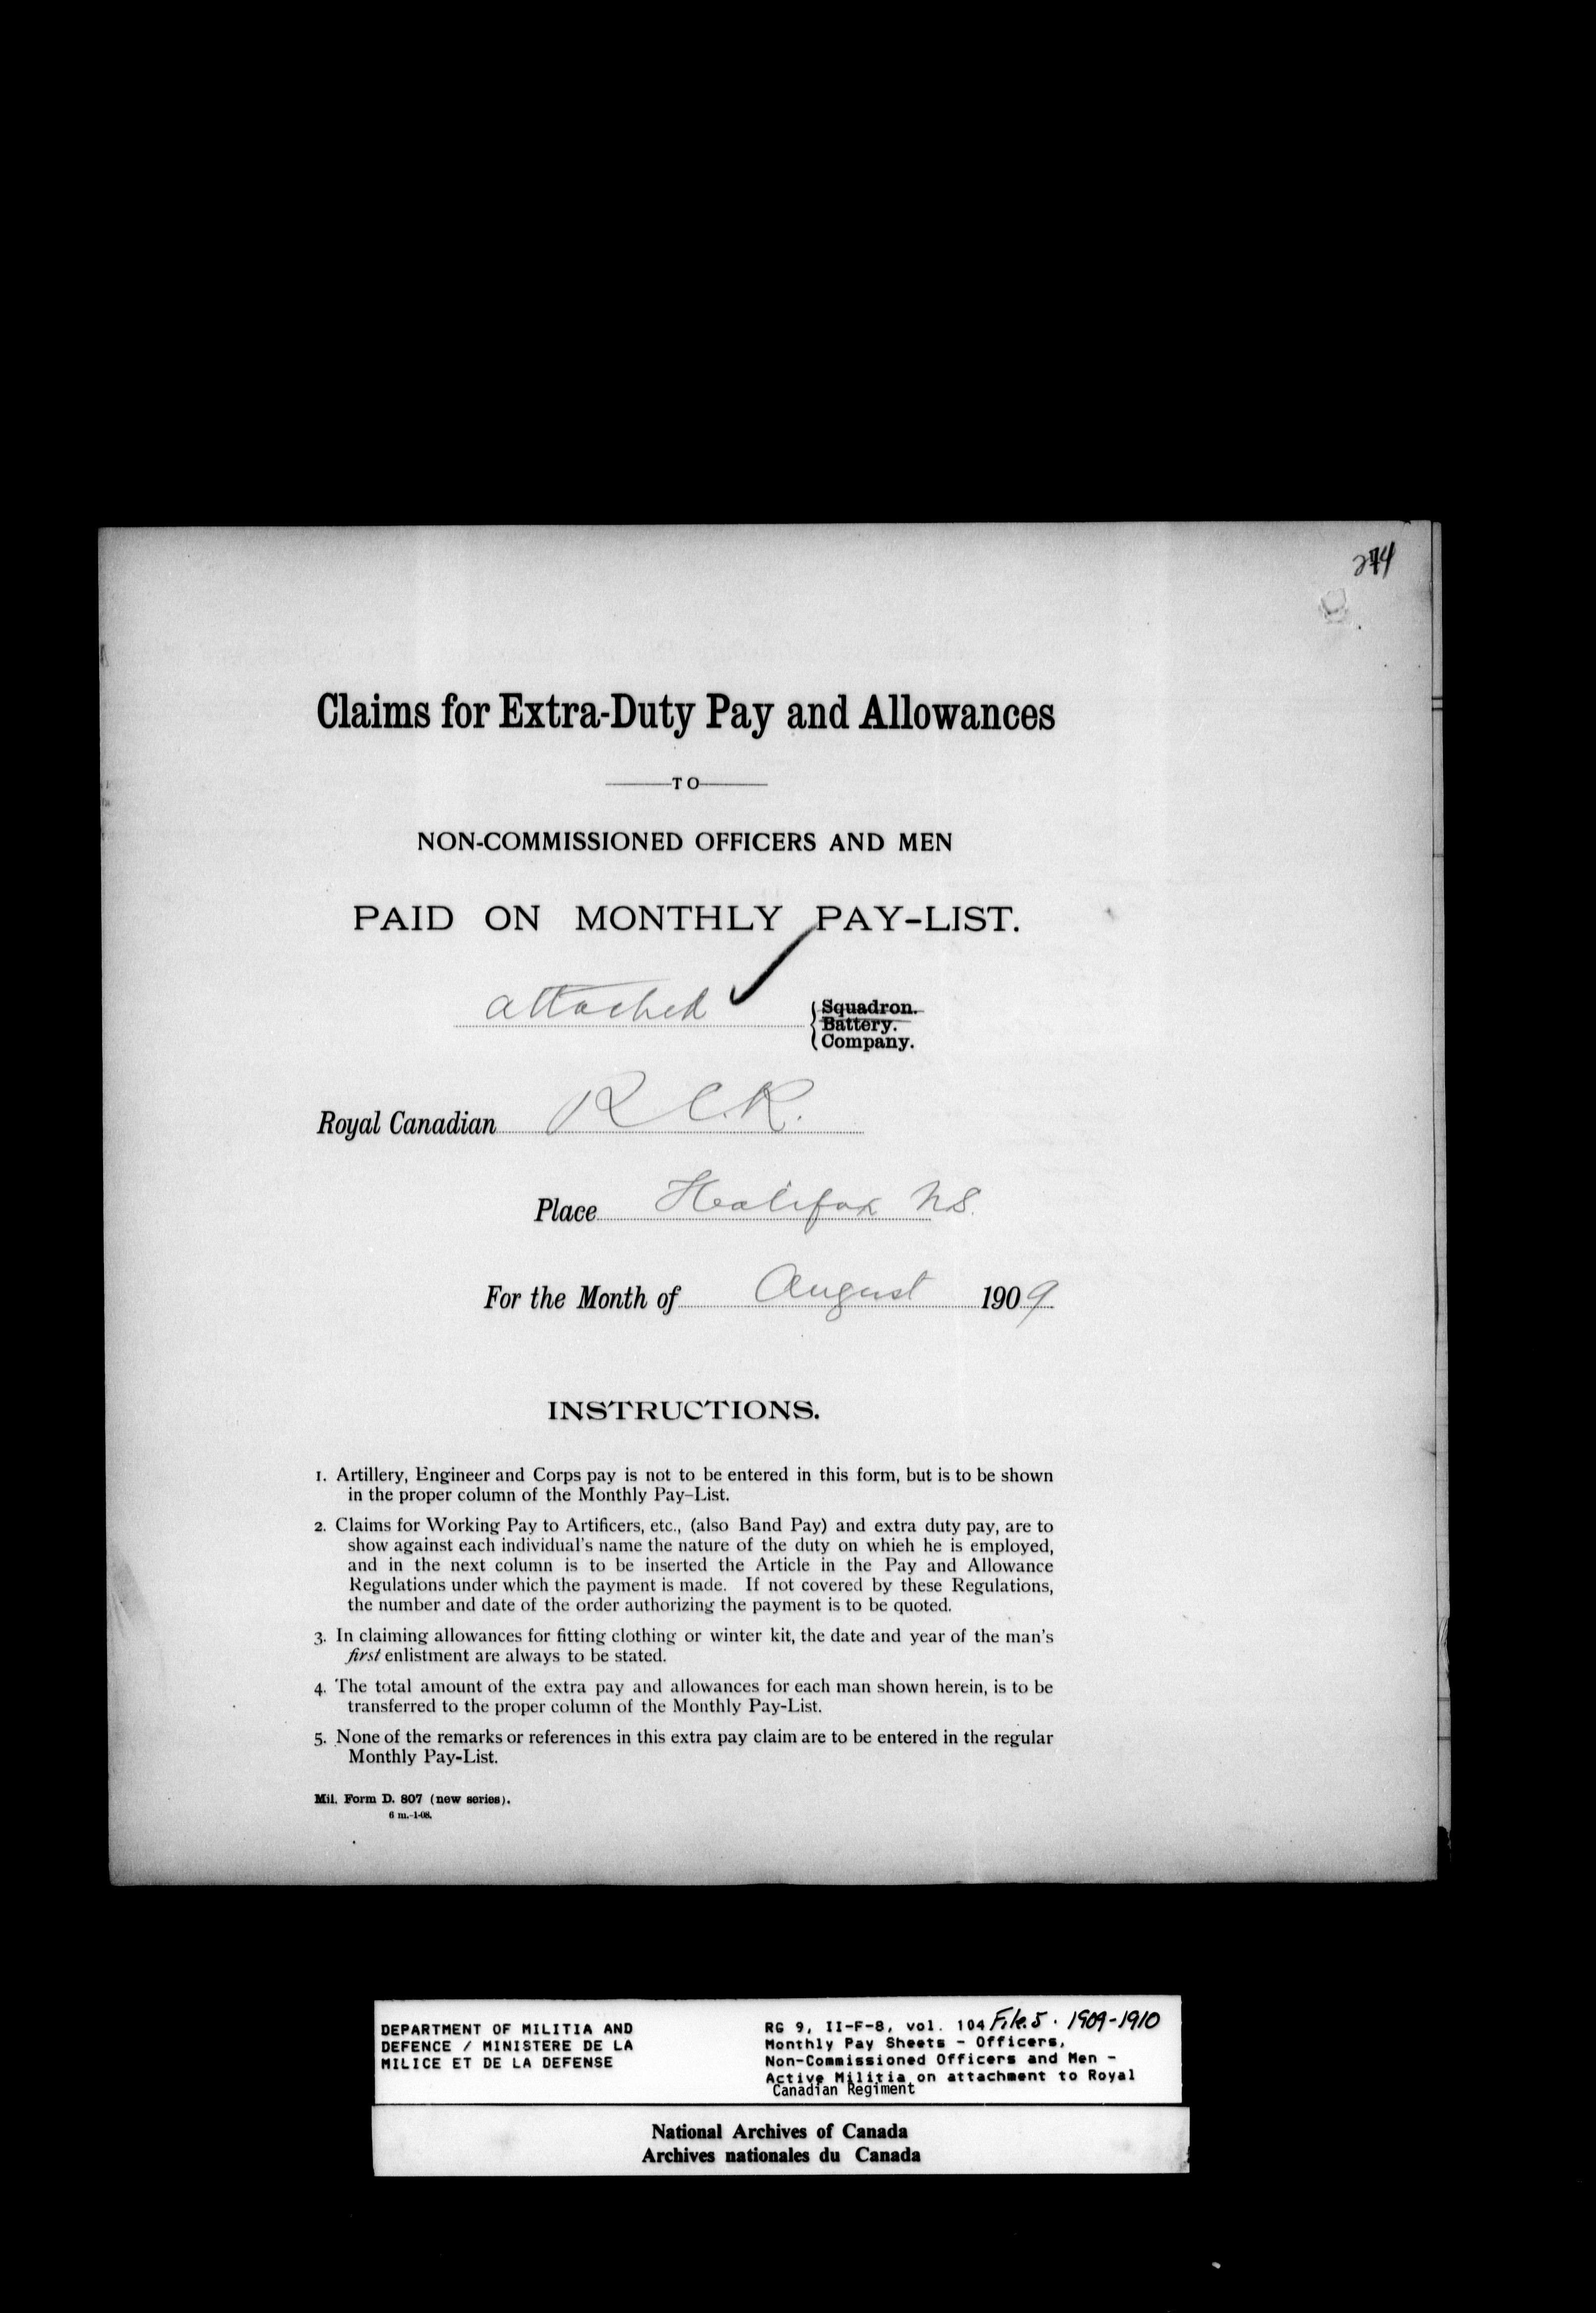 Claims for Extra-Duty Pay and Allowances
TO
NON-COMMISSIONED OFFICERS AND MEN
PAID ON MONTHLY PAY-LIST.
attached
Squadron.
Battery.
Company.
Royal Canadian R C.R.
Place Halifax N.S.
For the Month of August 1909
INSTRUCTIONS.
1. Artillery, Engineer and Corps pay is not to be entered in this form, but is to be shown
in the proper column of the Monthly Pay-List.
2. Claims for Working Pay to Artificers, etc., (also Band Pay) and extra duty pay, are to
show against each individual's name the nature of the duty on whieh he is employed,
and in the next column is to be inserted the Article in the Pay and Allowance
Regulations under which the payment is made. If not covered by these Regulations,
the number and date of the order authorizing the payment is to be quoted.
3. In claiming allowances for fitting clothing or winter kit, the date and year of the man's
first enlistment are always to be stated.
4. The total amount of the extra pay and allowances for each man shown herein, is to be
transferred to the proper column of the Monthly Pay-List.
5. None of the remarks or references in this extra pay claim are to be entered in the regular
Monthly Pay-List.
Mil. Form D. 807 (new series).
6 m.-1-08.
DEPARTMENT OF MILITIA AND
DEFENCE / MINISTERE DE LA
MILICE ET DE LA DEFENSE
RG 9, II-F-8, vol. 104 File 5 · 1909-1910
Monthly Pay Sheets - Officers,
Non-Commissioned Officers and Men -
Active Militia on attachment to Royal
Canadian Regiment
National Archives of Canada
Archives nationales du Canada